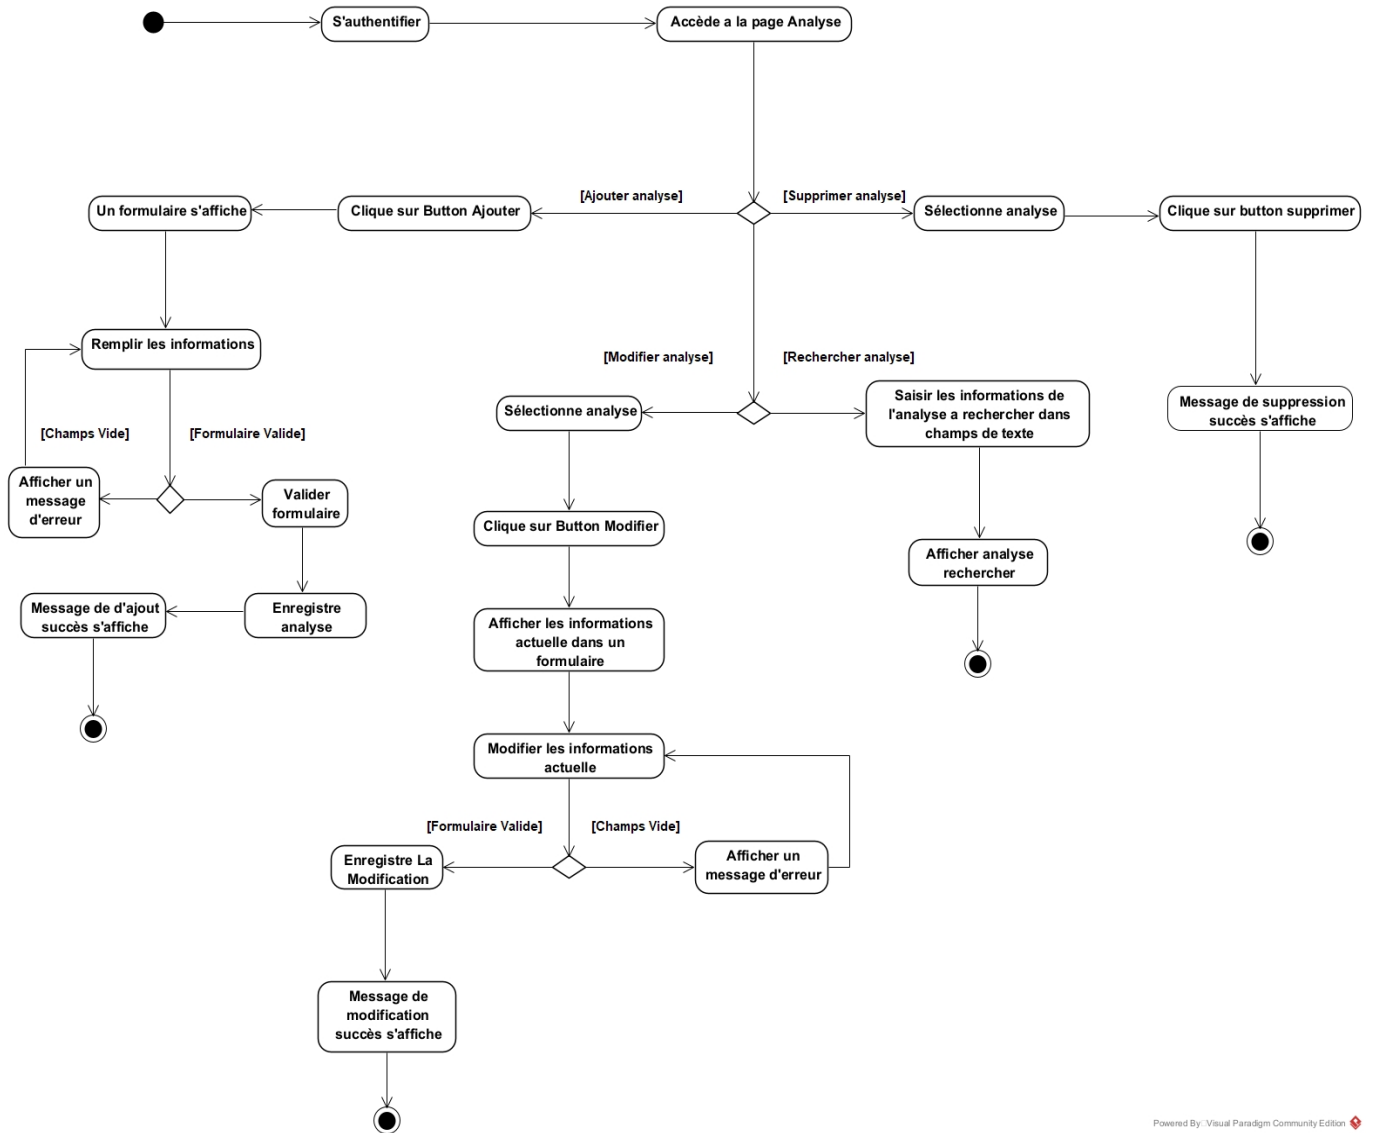 S'authentifier
Accède a la page Analyse
[Ajouter analyse]
[Supprimer analyse]
Un formulaire s'affiche
Clique sur Button Ajouter
Sélectionne analyse
Clique sur button supprimer
Remplir les informations
[Modifier analyse]
[Rechercher analyse]
Sélectionne analyse
Saisir les informations de
l'analyse a rechercher dans
champs de texte
Message de suppression
succès s'affiche
[Champs Vide]
[Formulaire Valide]
Afficher un
message
d'erreur
Valider
formulaire
Clique sur Button Modifier
Afficher analyse
rechercher
Message de d'ajout
succès s'affiche
Enregistre
analyse
Afficher les informations
actuelle dans un
formulaire
Modifier les informations
actuelle
[Formulaire Valide]
[Champs Vide]
Enregistre La
Modification
Afficher un
message d'erreur
Message de
modification
succès s'affiche
Powered By Visual Paradigm Community Edition